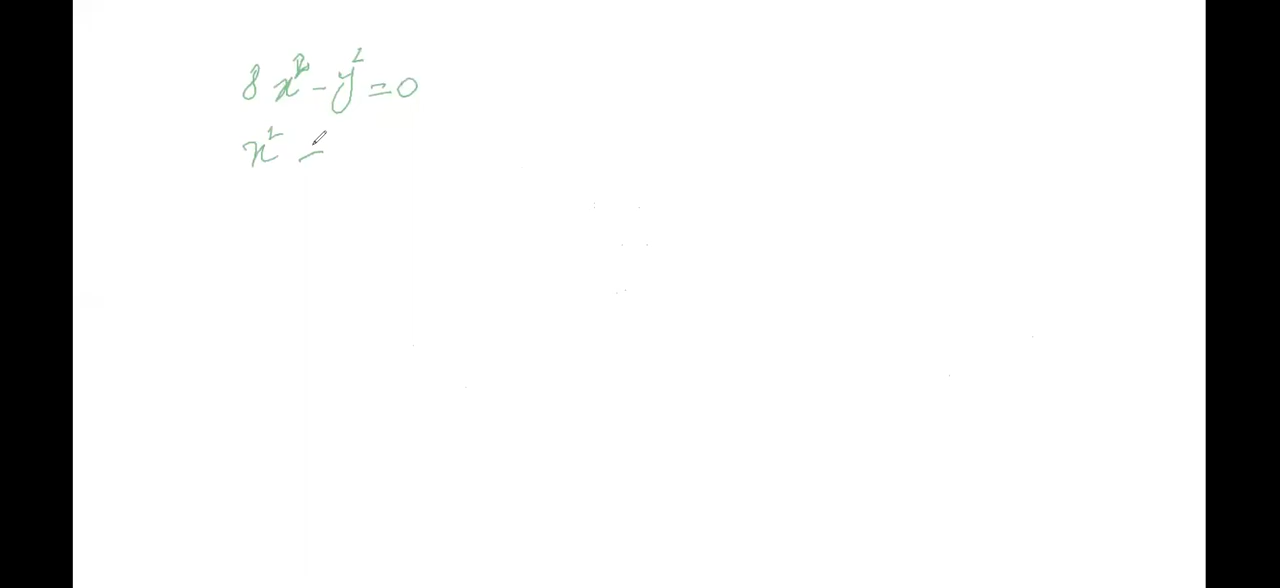 8x² - y² = 0
x² =